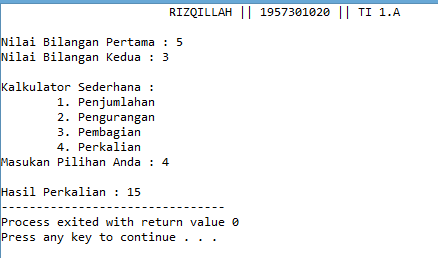 RIZQILLAH || 1957301020 || TI 1.A
Nilai Bilangan Pertama : 5
Nilai Bilangan Kedua : 3
Kalkulator Sederhana :
1. Penjumlahan
2. Pengurangan
3. Pembagian
4. Perkalian
Masukan Pilihan Anda : 4
Hasil Perkalian : 15
--------------------------------
Process exited with return value 0
Press any key to continue . . .